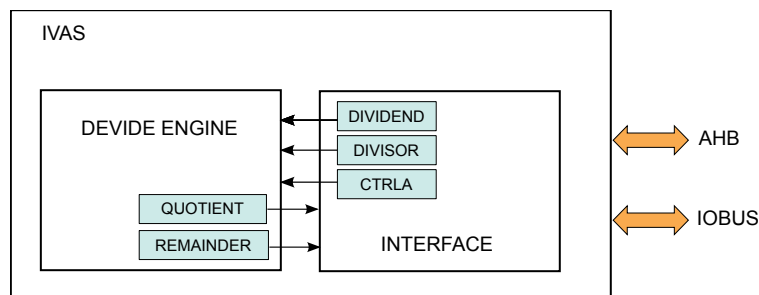 IVAS
DEVIDE ENGINE
DIVIDEND
DIVISOR
CTRLA
QUOTIENT
REMAINDER
INTERFACE
AHB
IOBUS